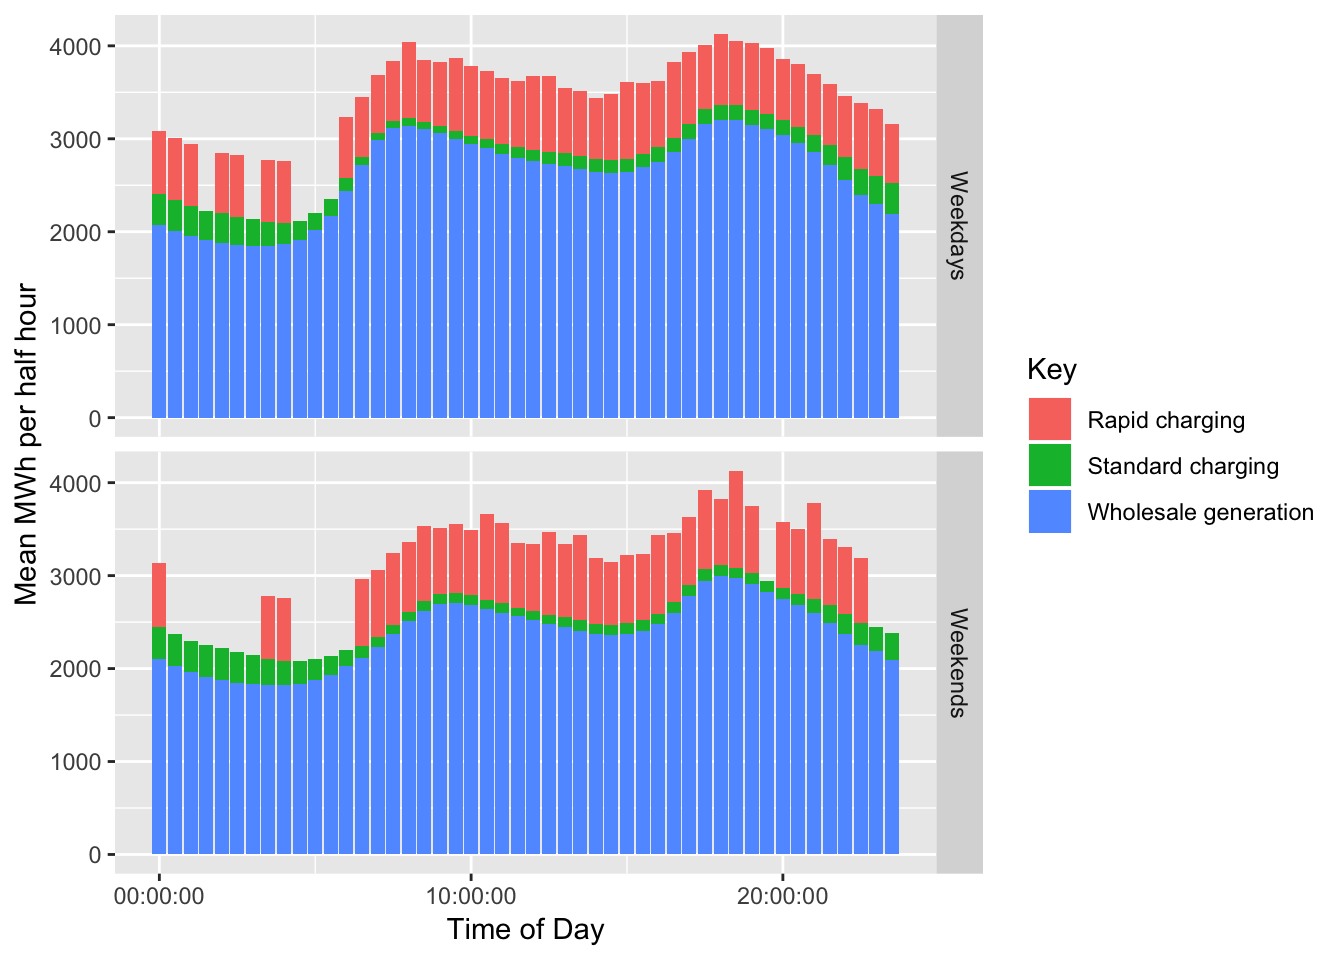 Mean MWh per half hour
4000
3000
2000
1000
0
Weekdays
4000
3000
2000
1000
0
Weekends
00:00:00
10:00:00
20:00:00
Time of Day
Key
Rapid charging
Standard charging
Wholesale generation